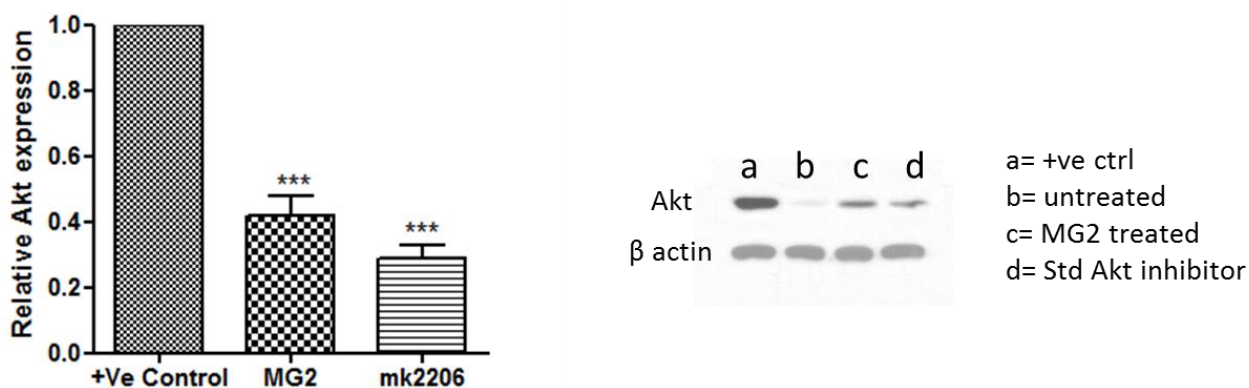 Relative Akt expression
1.0
0.8
0.6
0.4
0.2
0.0
***
***
+Ve Control MG2 mk2206
a b c d
Akt
β actin
a= +ve ctrl
b= untreated
c= MG2 treated
d= Std Akt inhibitor